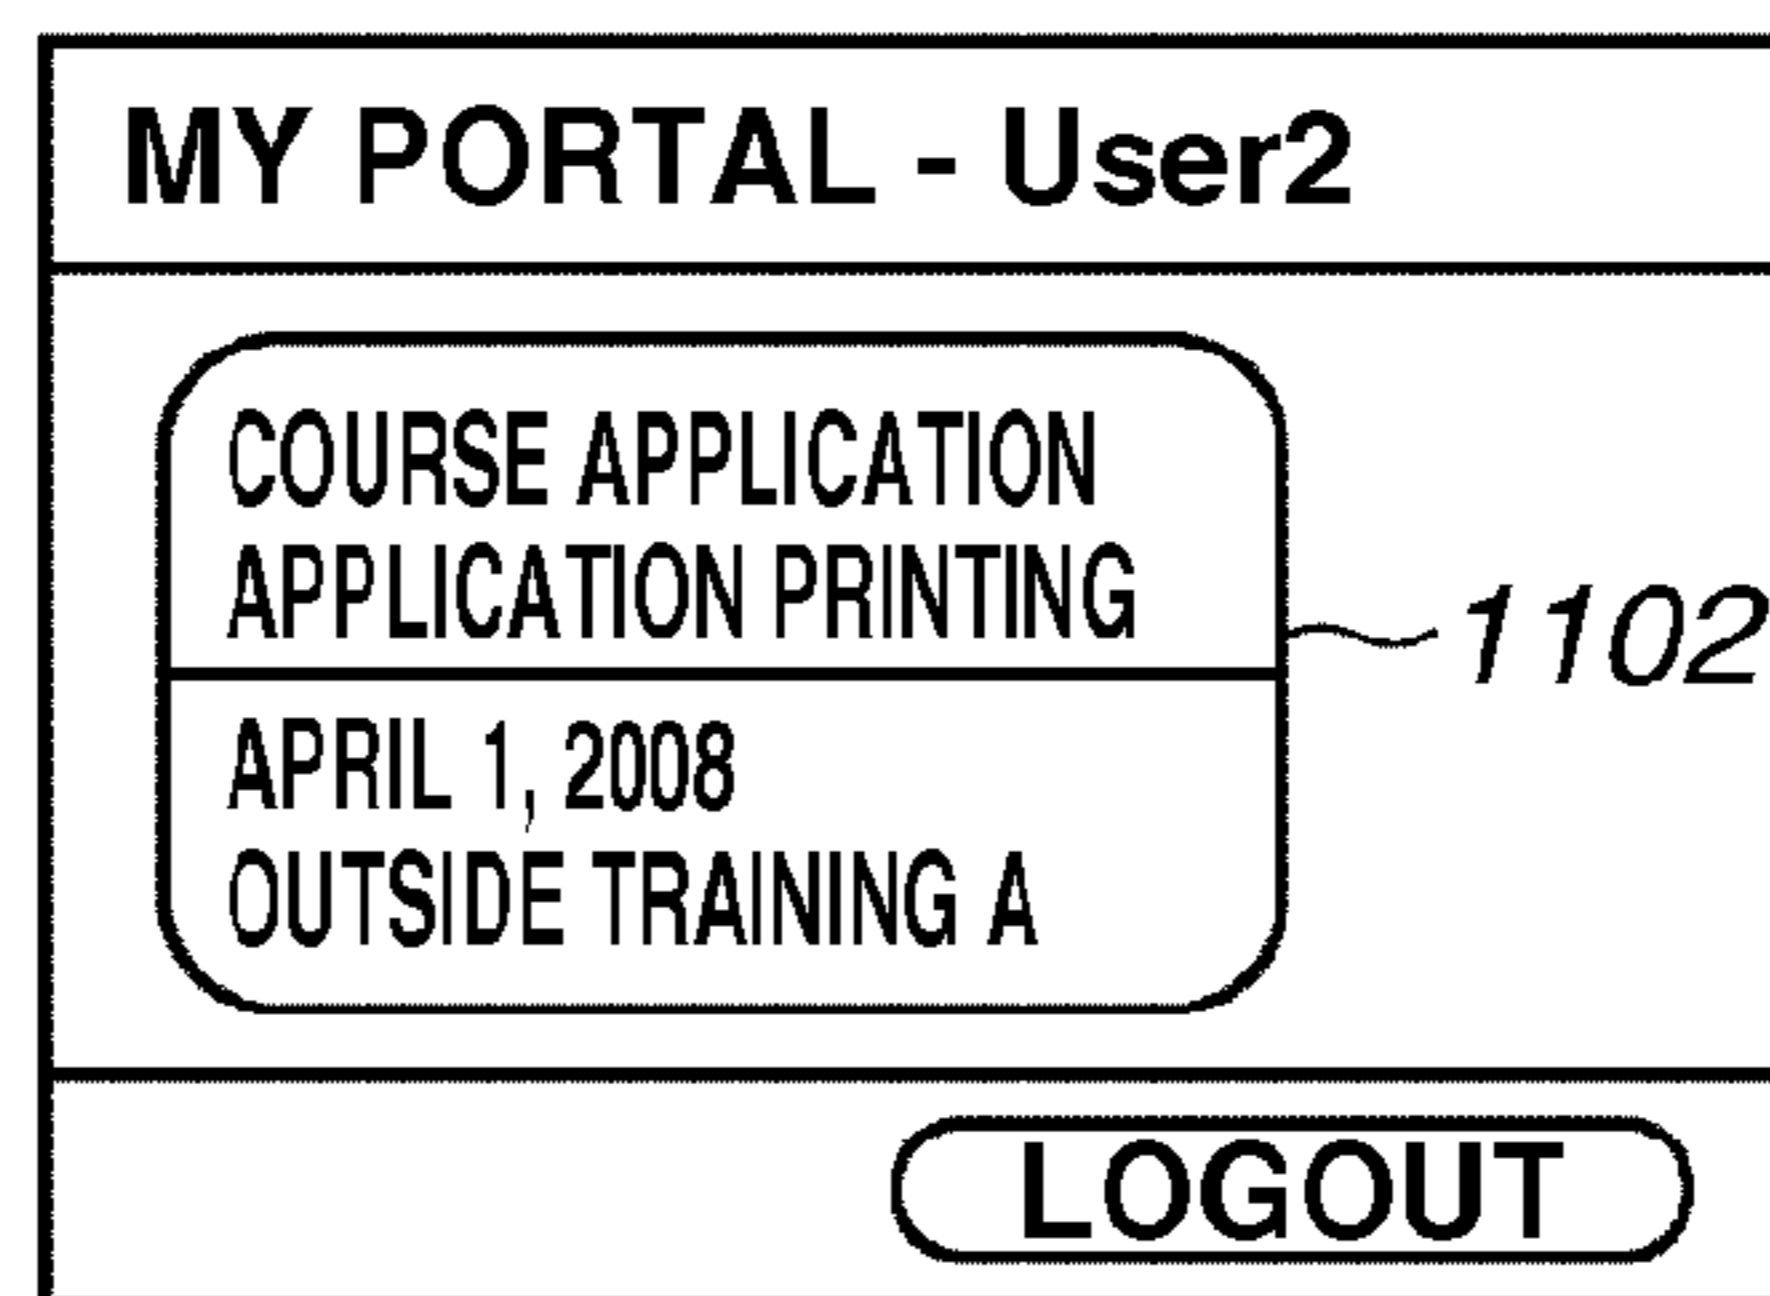 MY PORTAL - User2
COURSE APPLICATION
APPLICATION PRINTING
1102
APRIL 1, 2008
OUTSIDE TRAINING A
LOGOUT